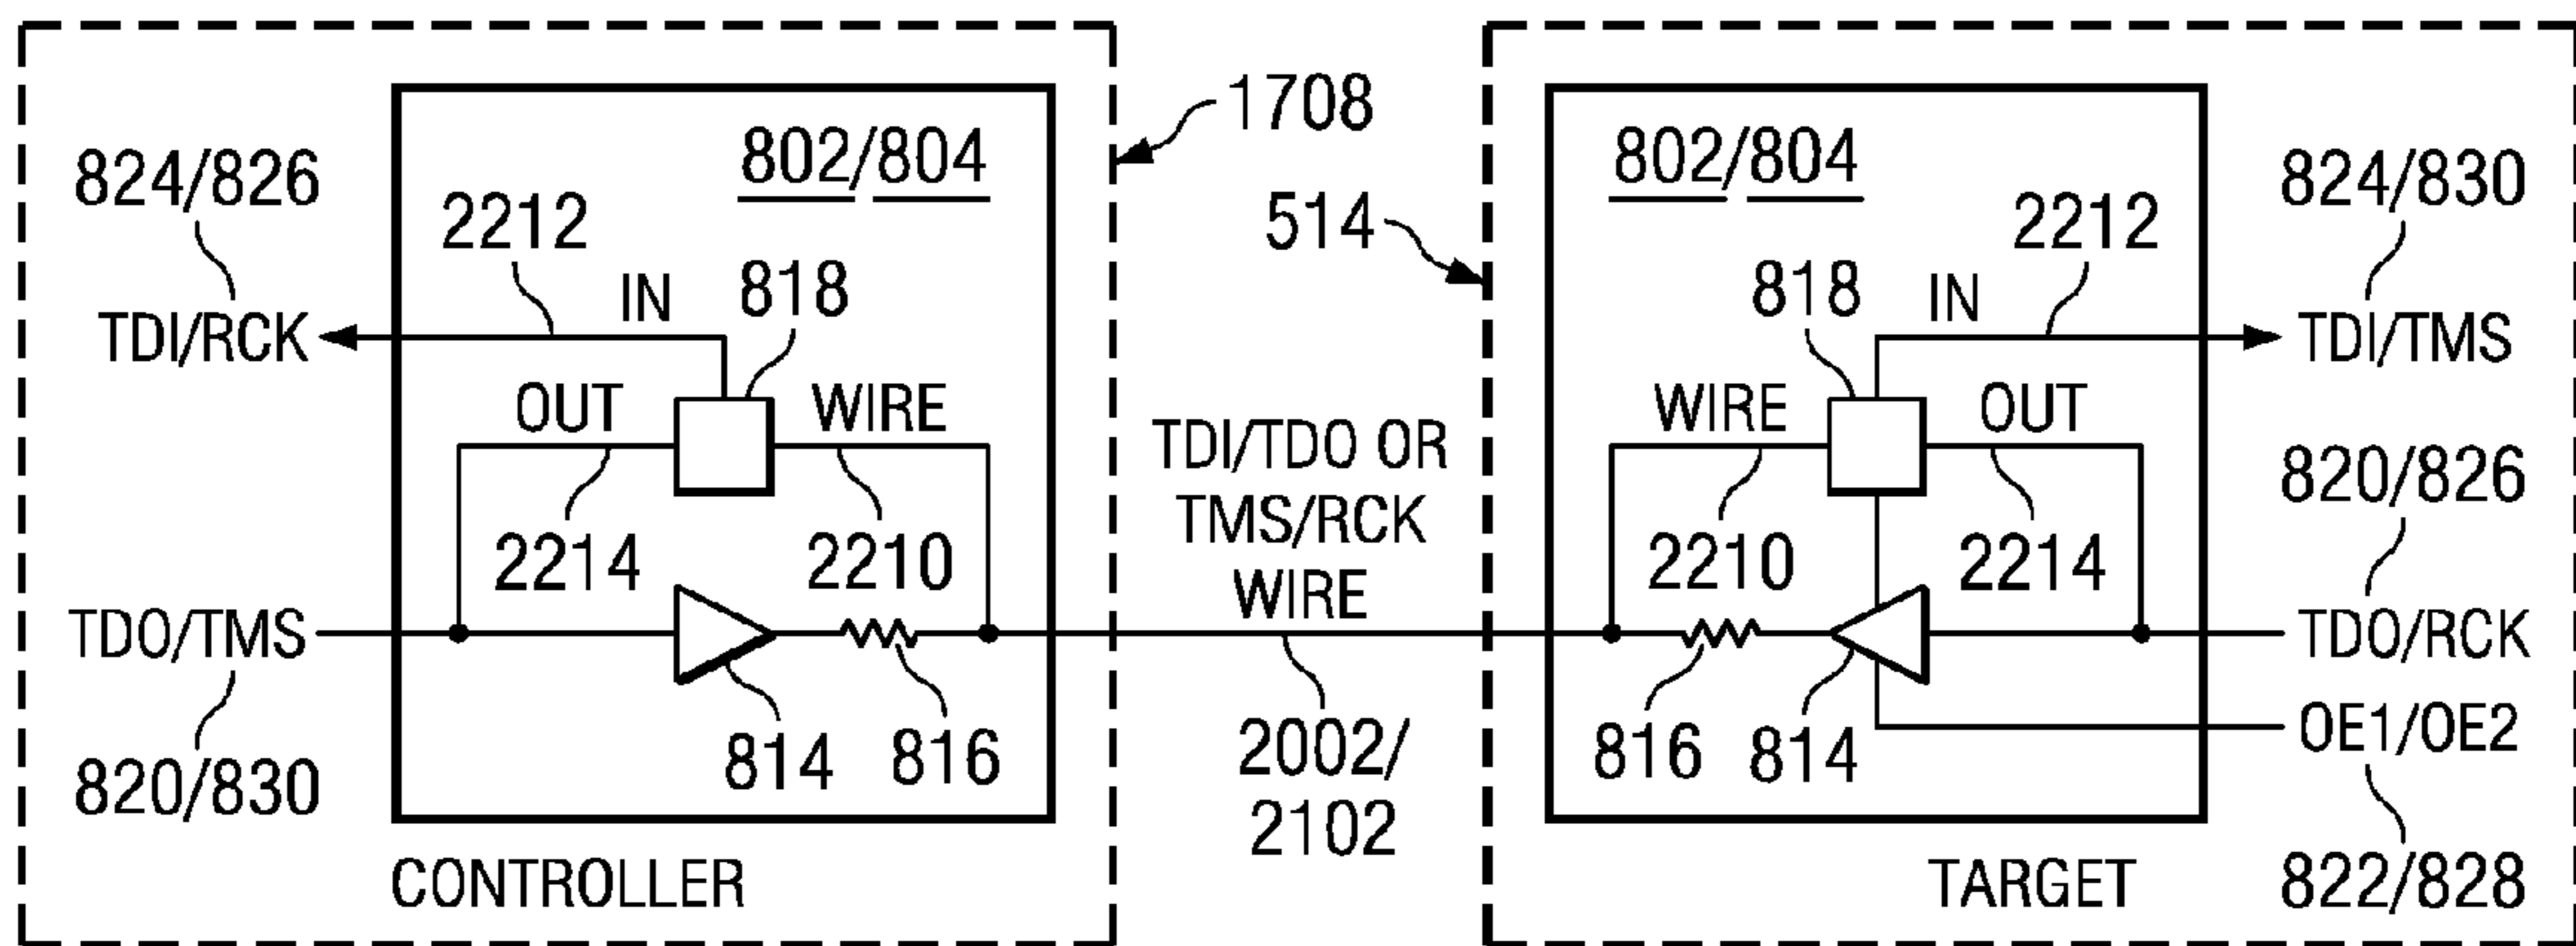 1708
802/804
824/826
2212
IN
818
TDI/RCK
OUT
WIRE
2214
2210
TDO/TMS
820/830
814
816
CONTROLLER
TDI/TDO OR
TMS/RCK
WIRE
2002/
2102
514
802/804
824/830
2212
818
IN
TDI/TMS
WIRE
OUT
820/826
2210
2214
TDO/RCK
816
814
OE1/OE2
822/828
TARGET